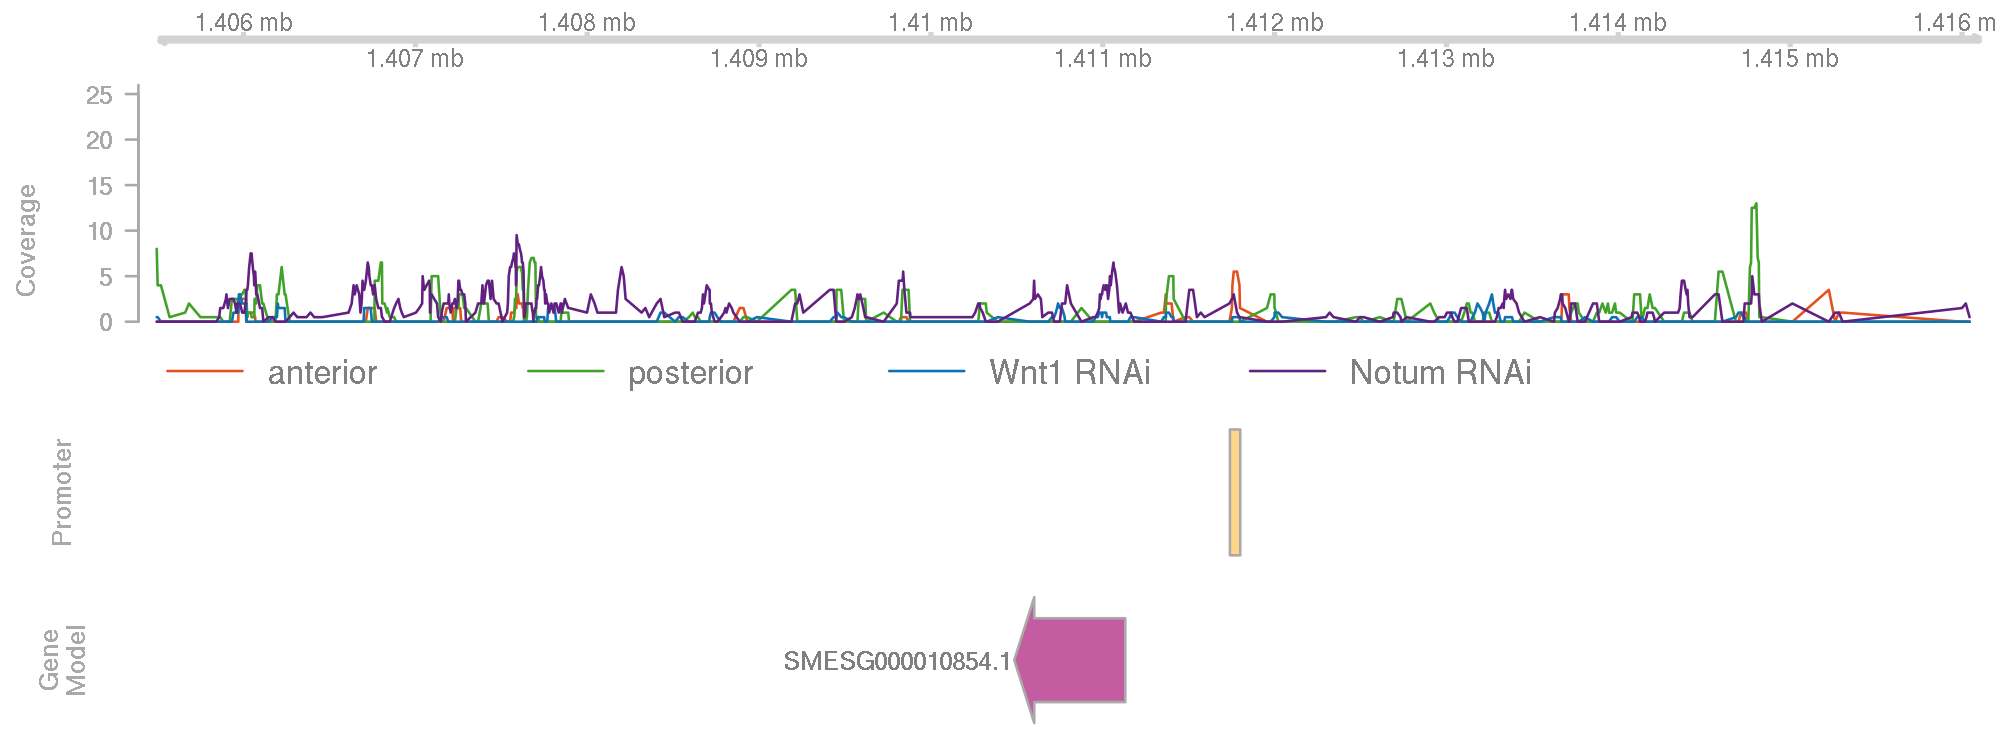 1.406 mb 1.408 mb 1.41 mb 1.412 mb 1.414 mb 1.416 m
1.407 mb 1.409 mb 1.411 mb 1.413 mb 1.415 mb
25
20
15
10
5
0
Coverage
anterior posterior Wnt1 RNAi Notum RNAi
Promoter
Gene
Model
SMESG000010854.1